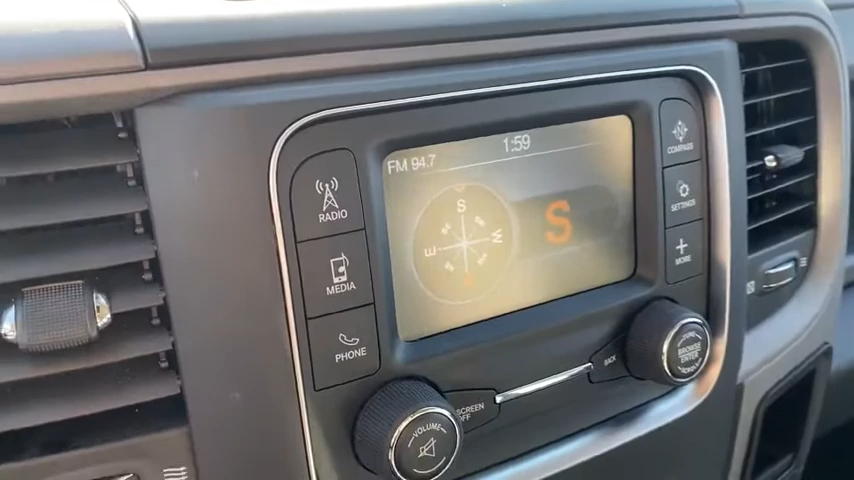 FM 94.7
1:59
S
E
W
S
RADIO
MEDIA
PHONE
COMPASS
SETTINGS
+
MORE
SCREEN
OFF
BACK
VOLUME
BROWSE
ENTER